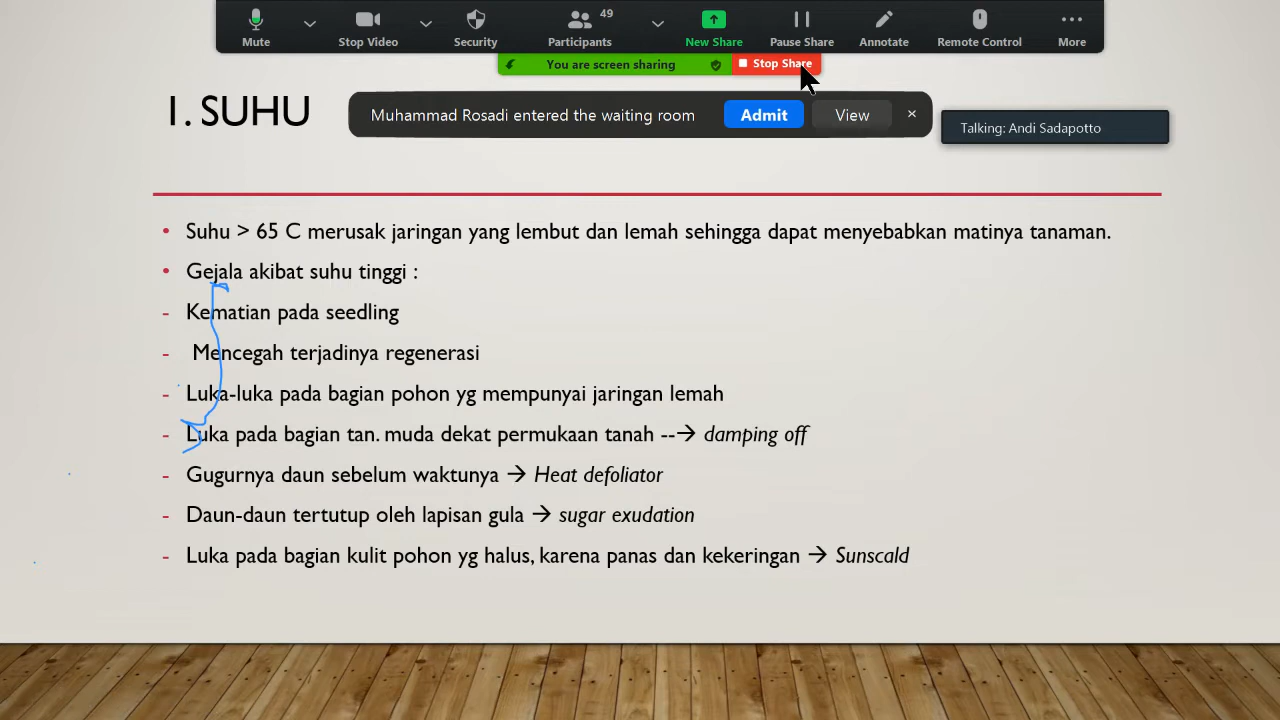 49
Mute
Stop Video
Security
Participants
New Share
Pause Share
Annotate
Remote Control
More
You are screen sharing
Stop Share
1. SUHU
Muhammad Rosadi entered the waiting room
Admit
View
Talking: Andi Sadapotto
• Suhu > 65 C merusak jaringan yang lembut dan lemah sehingga dapat menyebabkan matinya tanaman.
• Gejala akibat suhu tinggi :
- Kematian pada seedling
- Mencegah terjadinya regenerasi
- Luka-luka pada bagian pohon yg mempunyai jaringan lemah
- Luka pada bagian tan. muda dekat permukaan tanah --→ damping off
- Gugurnya daun sebelum waktunya → Heat defoliator
- Daun-daun tertutup oleh lapisan gula → sugar exudation
- Luka pada bagian kulit pohon yg halus, karena panas dan kekeringan → Sunscald